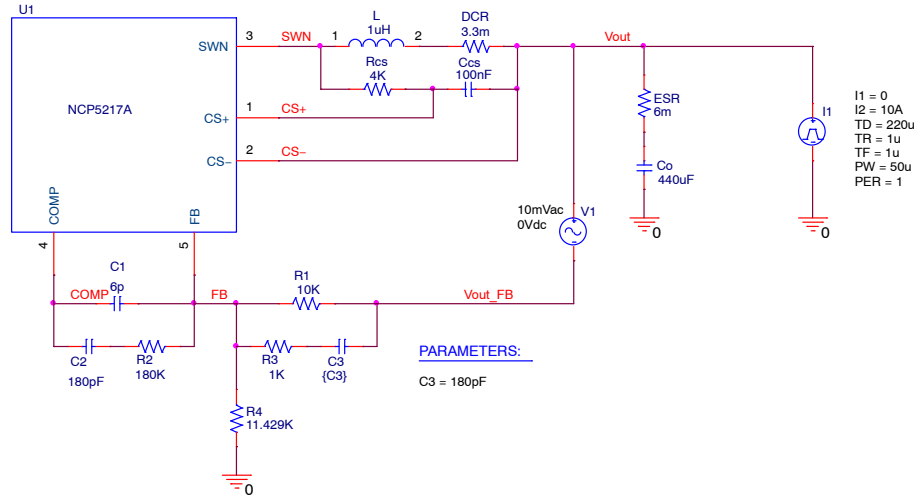 U1
NCP5217A
SWN
3
SWN
CS+
1
CS+
CS−
2
CS−
COMP
4
FB
5
L
1uH
1
2
DCR
3.3m
Rcs
4K
Ccs
100nF
Vout
ESR
6m
Co
440uF
0
I1
I1 = 0
I2 = 10A
TD = 220u
TR = 1u
TF = 1u
PW = 50u
PER = 1
0
10mVac
0Vdc
V1
C1
6p
COMP
FB
R1
10K
Vout_FB
C2
180pF
R2
180K
R3
1K
C3
{C3}
PARAMETERS:
C3 = 180pF
R4
11.429K
0